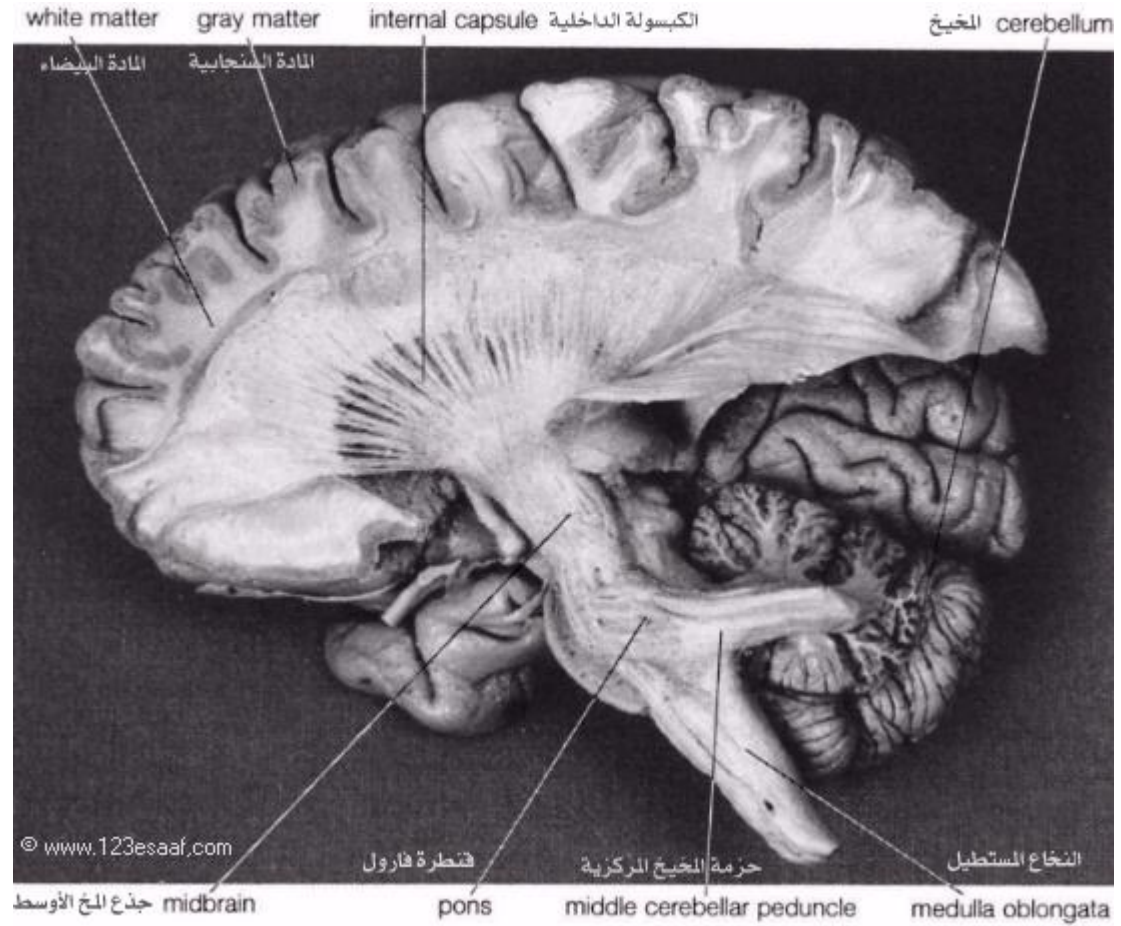 white matter gray matter internal capsule الكبسولة الداخلية المخيخ cerebellum
المادة البيضاء المادة السنجابية
© www.123esaaf.com قنطرة فارول حزمة المخيخ المركزية النخاع المستطيل
جذع المخ الأوسط midbrain pons middle cerebellar peduncle medulla oblongata